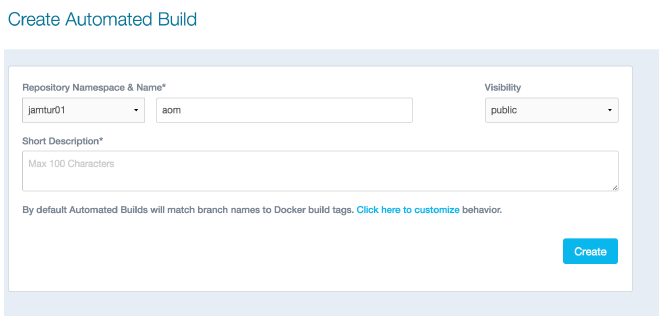 Create Automated Build
Repository Namespace & Name* Visibility
jamtur01 aom public
Short Description*
Max 100 Characters
By default Automated Builds will match branch names to Docker build tags. Click here to customize behavior.
Create